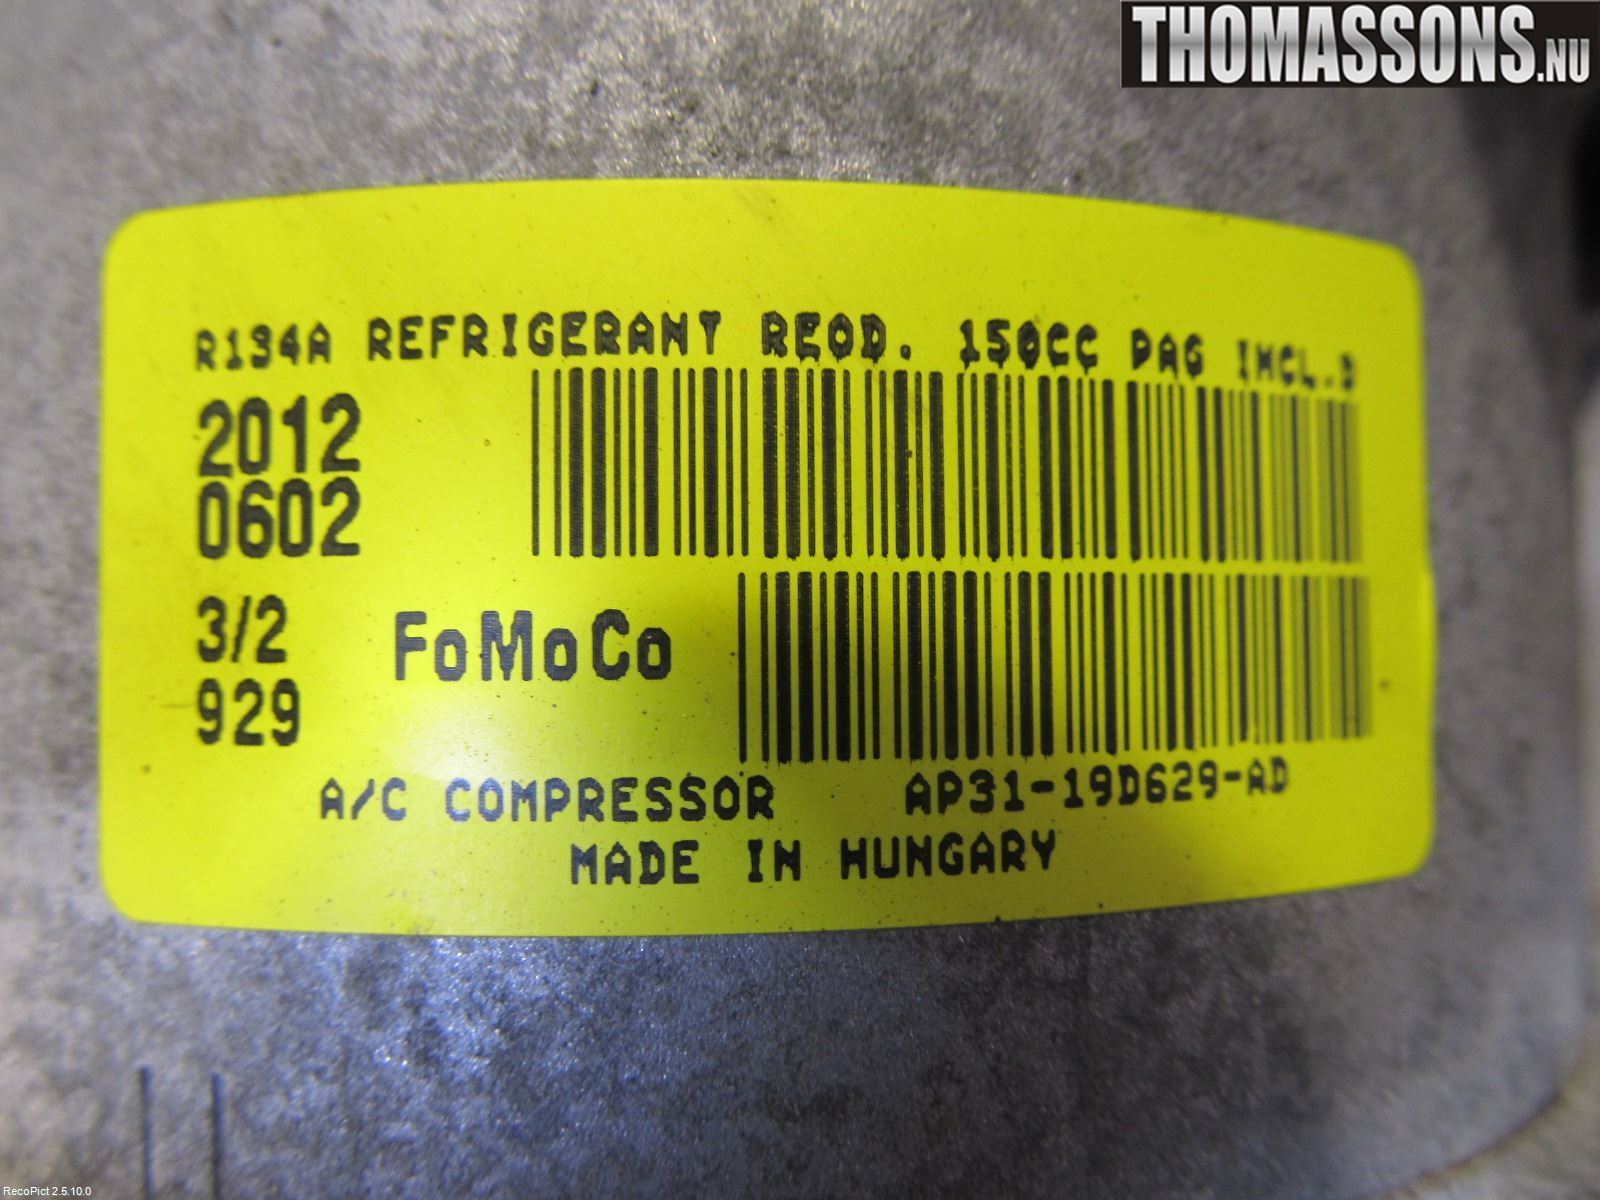 THOMASSONS.NU
R134A REFRIGERANT REQD. 150CC PAG INCL.D
2012
0602
3/2
929
FoMoCo
A/C COMPRESSOR AP31-19D629-AD
MADE IN HUNGARY
RecoPict 2.5.10.0